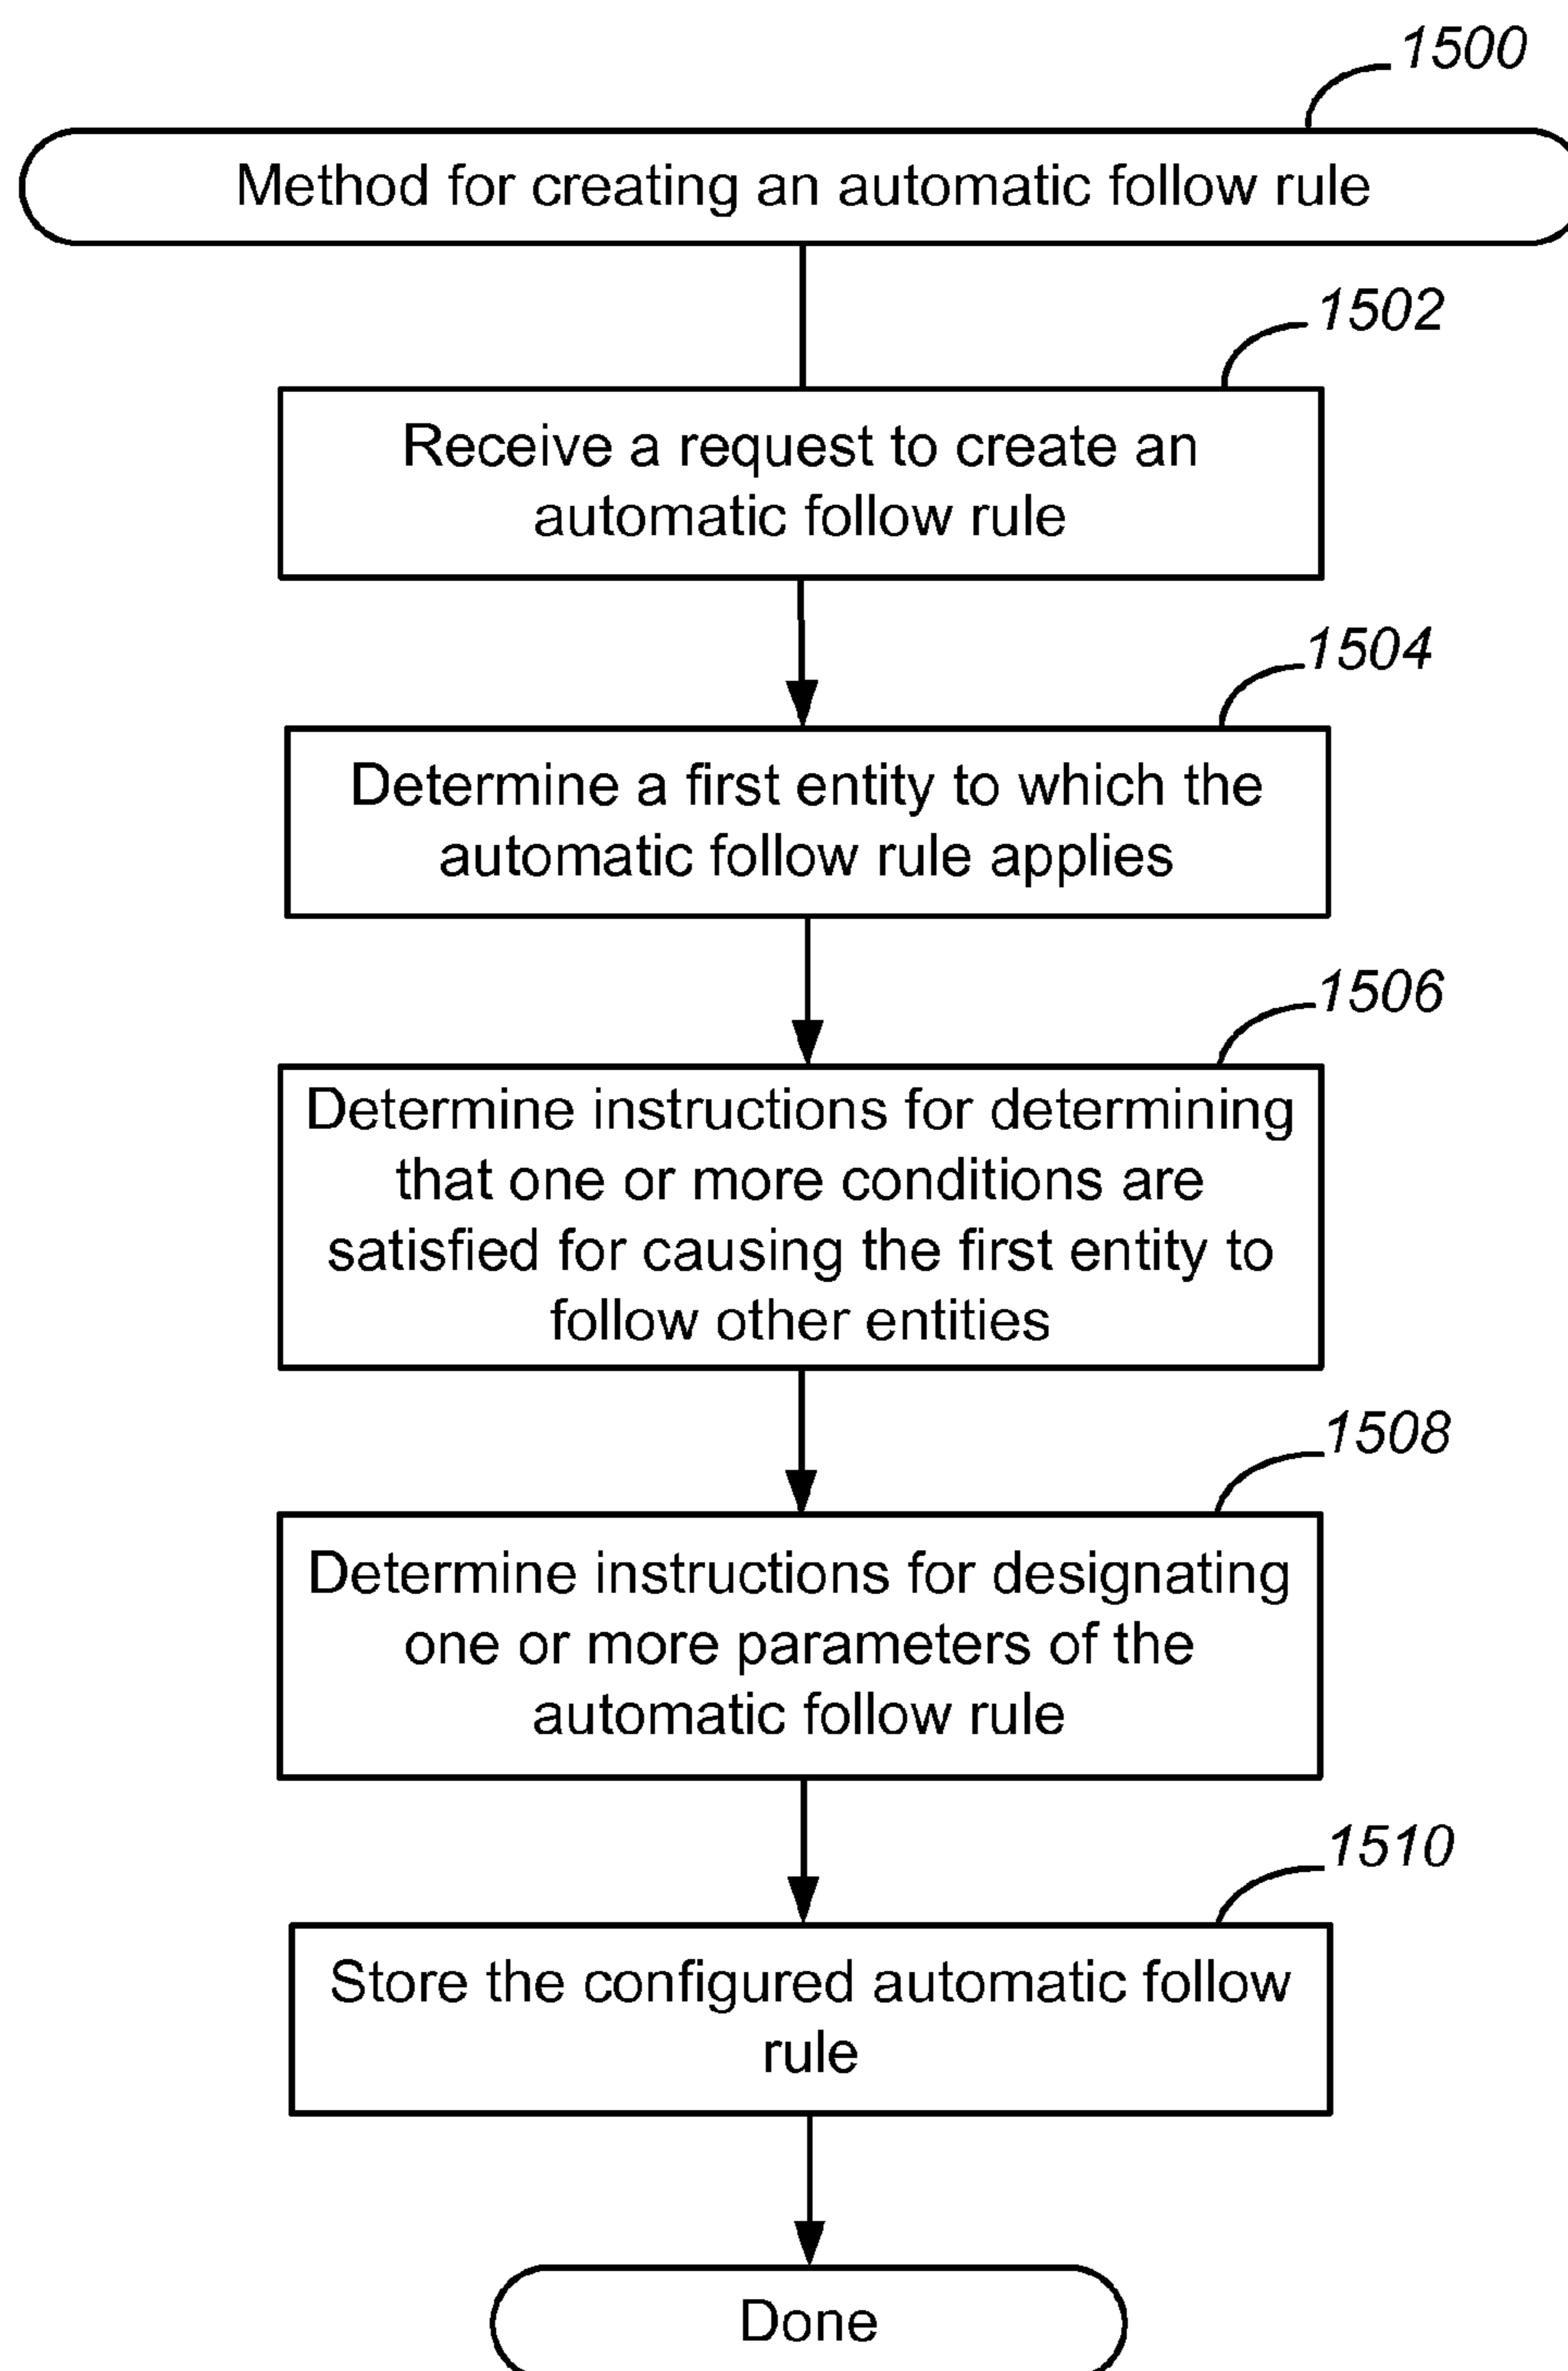 1500
Method for creating an automatic follow rule
1502
Receive a request to create an
automatic follow rule
1504
Determine a first entity to which the
automatic follow rule applies
1506
Determine instructions for determining
that one or more conditions are
satisfied for causing the first entity to
follow other entities
1508
Determine instructions for designating
one or more parameters of the
automatic follow rule
1510
Store the configured automatic follow
rule
Done